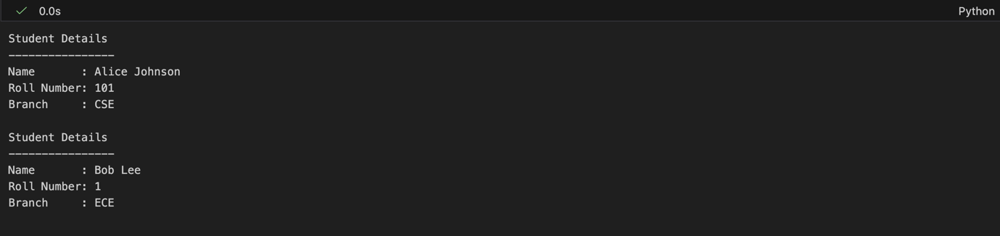 0.0s Python
Student Details
----------------
Name       : Alice Johnson
Roll Number: 101
Branch     : CSE

Student Details
----------------
Name       : Bob Lee
Roll Number: 1
Branch     : ECE